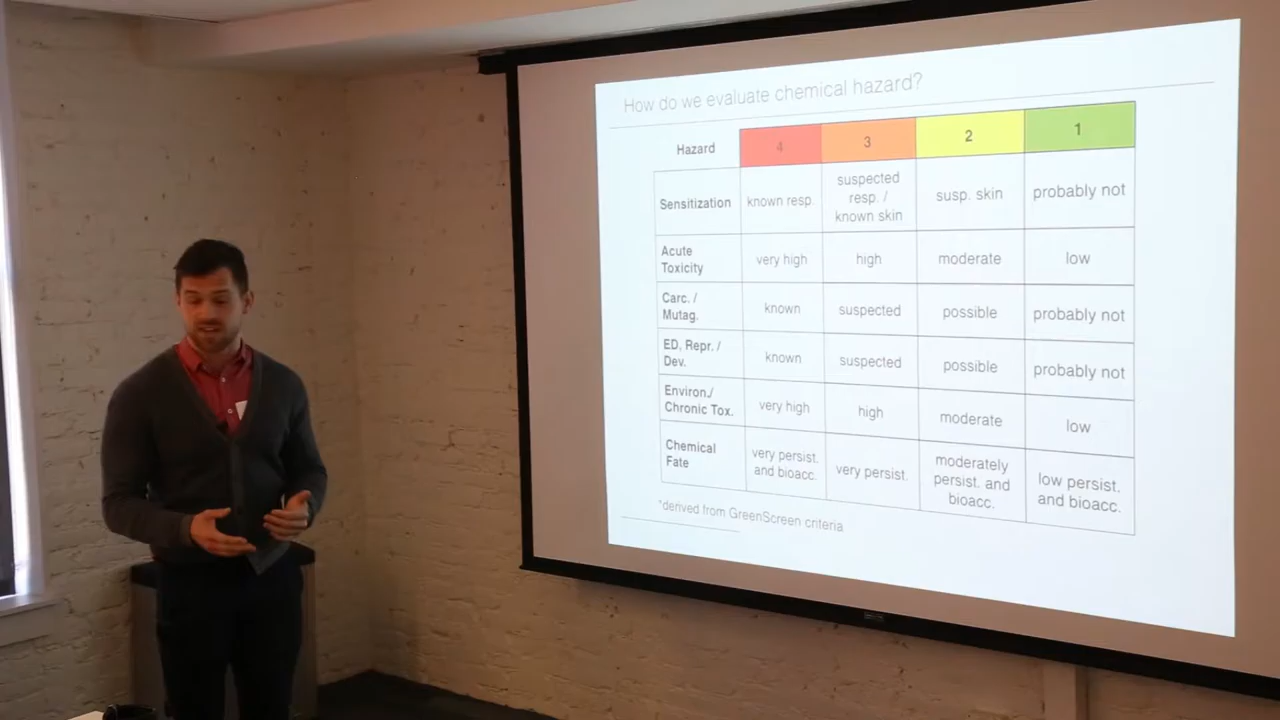 How do we evaluate chemical hazard?
Hazard 4 3 2 1
Sensitization known resp. suspected resp. / known skin susp. skin probably not
Acute Toxicity very high high moderate low
Carc. / Mutag. known suspected possible probably not
ED, Repr. / Dev. known suspected possible probably not
Environ./ Chronic Tox. very high high moderate low
Chemical Fate very persist. and bioacc. very persist. moderately persist. and bioacc. low persist. and bioacc.
*derived from GreenScreen criteria